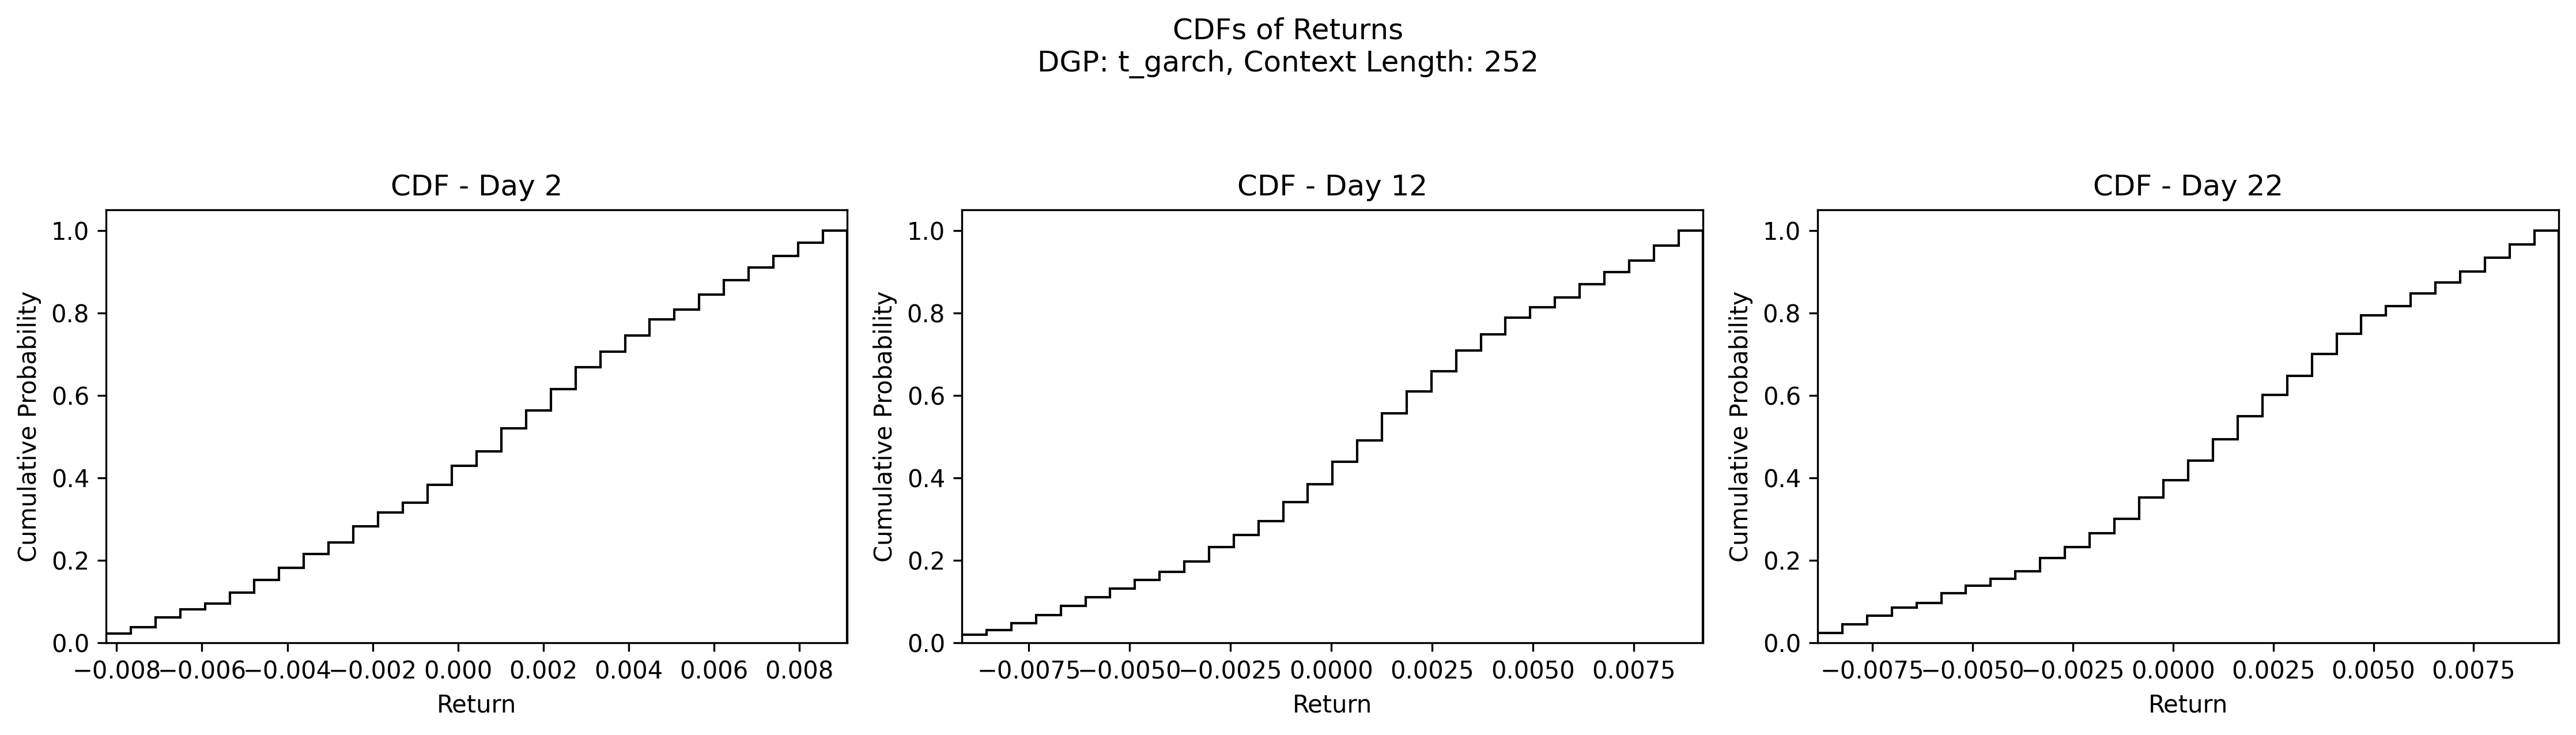 CDFs of Returns
DGP: t_garch, Context Length: 252
CDF - Day 2
Cumulative Probability
1.0
0.8
0.6
0.4
0.2
0.0
−0.008 −0.006 −0.004 −0.002 0.000 0.002 0.004 0.006 0.008
Return
CDF - Day 12
Cumulative Probability
1.0
0.8
0.6
0.4
0.2
0.0
−0.0075 −0.0050 −0.0025 0.0000 0.0025 0.0050 0.0075
Return
CDF - Day 22
Cumulative Probability
1.0
0.8
0.6
0.4
0.2
0.0
−0.0075 −0.0050 −0.0025 0.0000 0.0025 0.0050 0.0075
Return